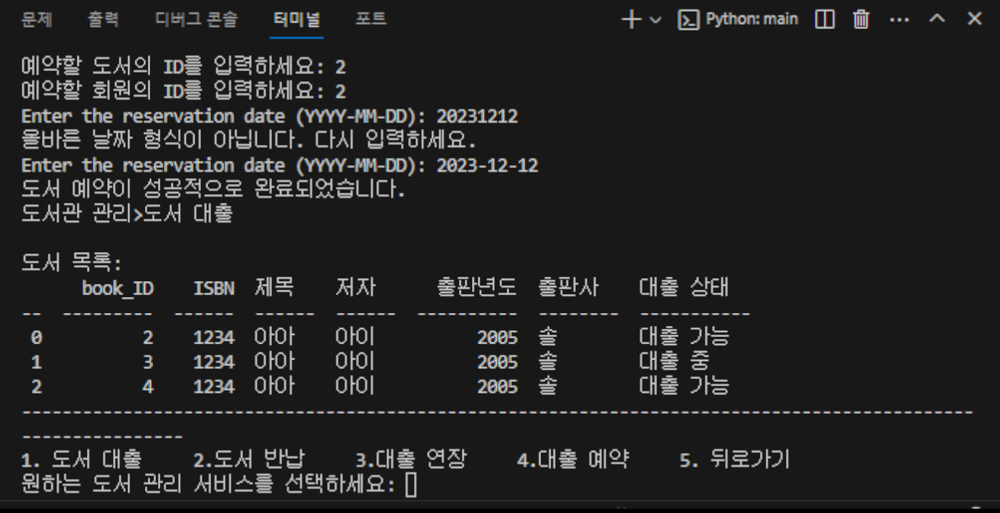 문제 출력 디버그 콘솔 터미널 포트 Python: main
예약할 도서의 ID를 입력하세요: 2
예약할 회원의 ID를 입력하세요: 2
Enter the reservation date (YYYY-MM-DD): 20231212
올바른 날짜 형식이 아닙니다. 다시 입력하세요.
Enter the reservation date (YYYY-MM-DD): 2023-12-12
도서 예약이 성공적으로 완료되었습니다.
도서관 관리>도서 대출
도서 목록:
book_ID ISBN 제목 저자 출판년도 출판사 대출 상태
-- --------- ------ ------ ------ ---------- -------- -----------
0 2 1234 아아 아이 2005 솔 대출 가능
1 3 1234 아아 아이 2005 솔 대출 중
2 4 1234 아아 아이 2005 솔 대출 가능
----------------------------------------------------------------------------------------------
----------------
1. 도서 대출 2.도서 반납 3.대출 연장 4.대출 예약 5. 뒤로가기
원하는 도서 관리 서비스를 선택하세요: